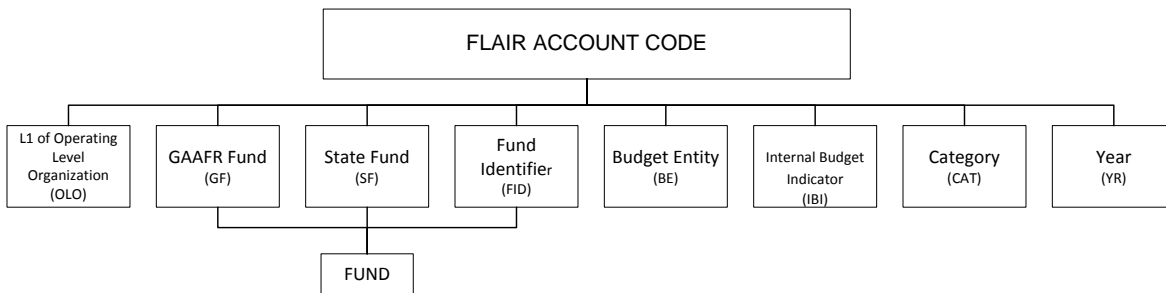 FLAIR ACCOUNT CODE
L1 of Operating
Level
Organization
(OLO)
GAAFR Fund
(GF)
State Fund
(SF)
Fund
Identifier
(FID)
Budget Entity
(BE)
Internal Budget
Indicator
(IBI)
Category
(CAT)
Year
(YR)
FUND